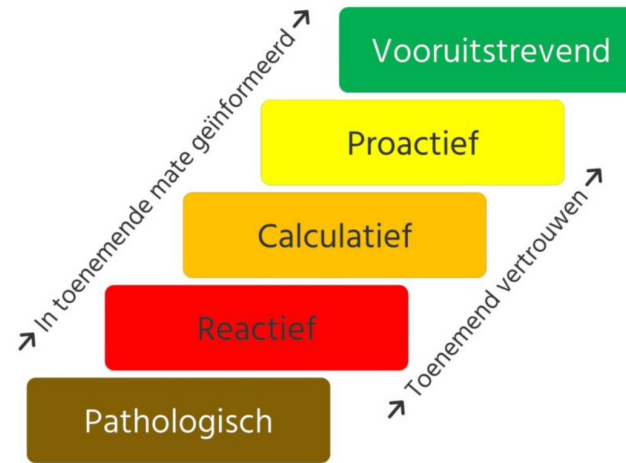 Vooruitstrevend
Proactief
Calculatief
Reactief
Pathologisch
↗ In toenemende mate geïnformeerd ↗
↗ Toenemend vertrouwen ↗